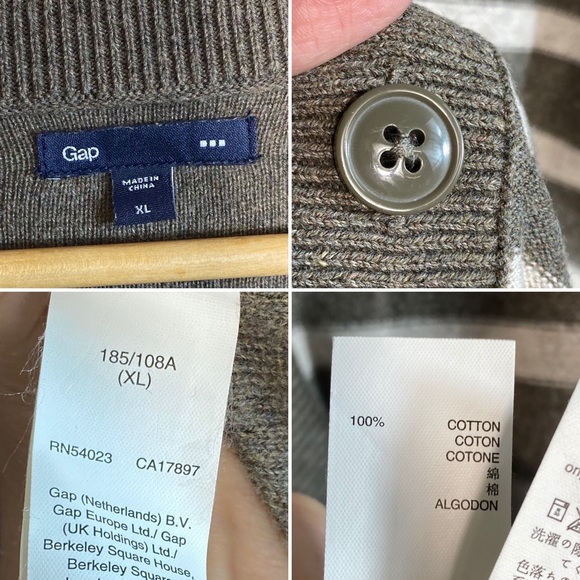 Gap
MADE IN
CHINA
XL
185/108A
(XL)
RN54023 CA17897
Gap (Netherlands) B.V.
Gap Europe Ltd./ Gap
(UK Holdings) Ltd./
Berkeley Square House,
Berkeley Square
100% COTTON
COTON
COTONE
綿
棉
ALGODON
洗濯の際
色落ち